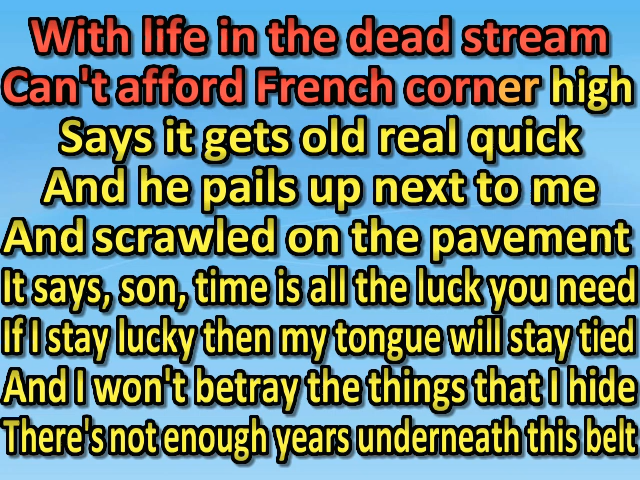 With life in the dead stream
Can't afford French corner high
Says it gets old real quick
And he pails up next to me
And scrawled on the pavement
It says, son, time is all the luck you need
If I stay lucky then my tongue will stay tied
And I won't betray the things that I hide
There's not enough years underneath this belt